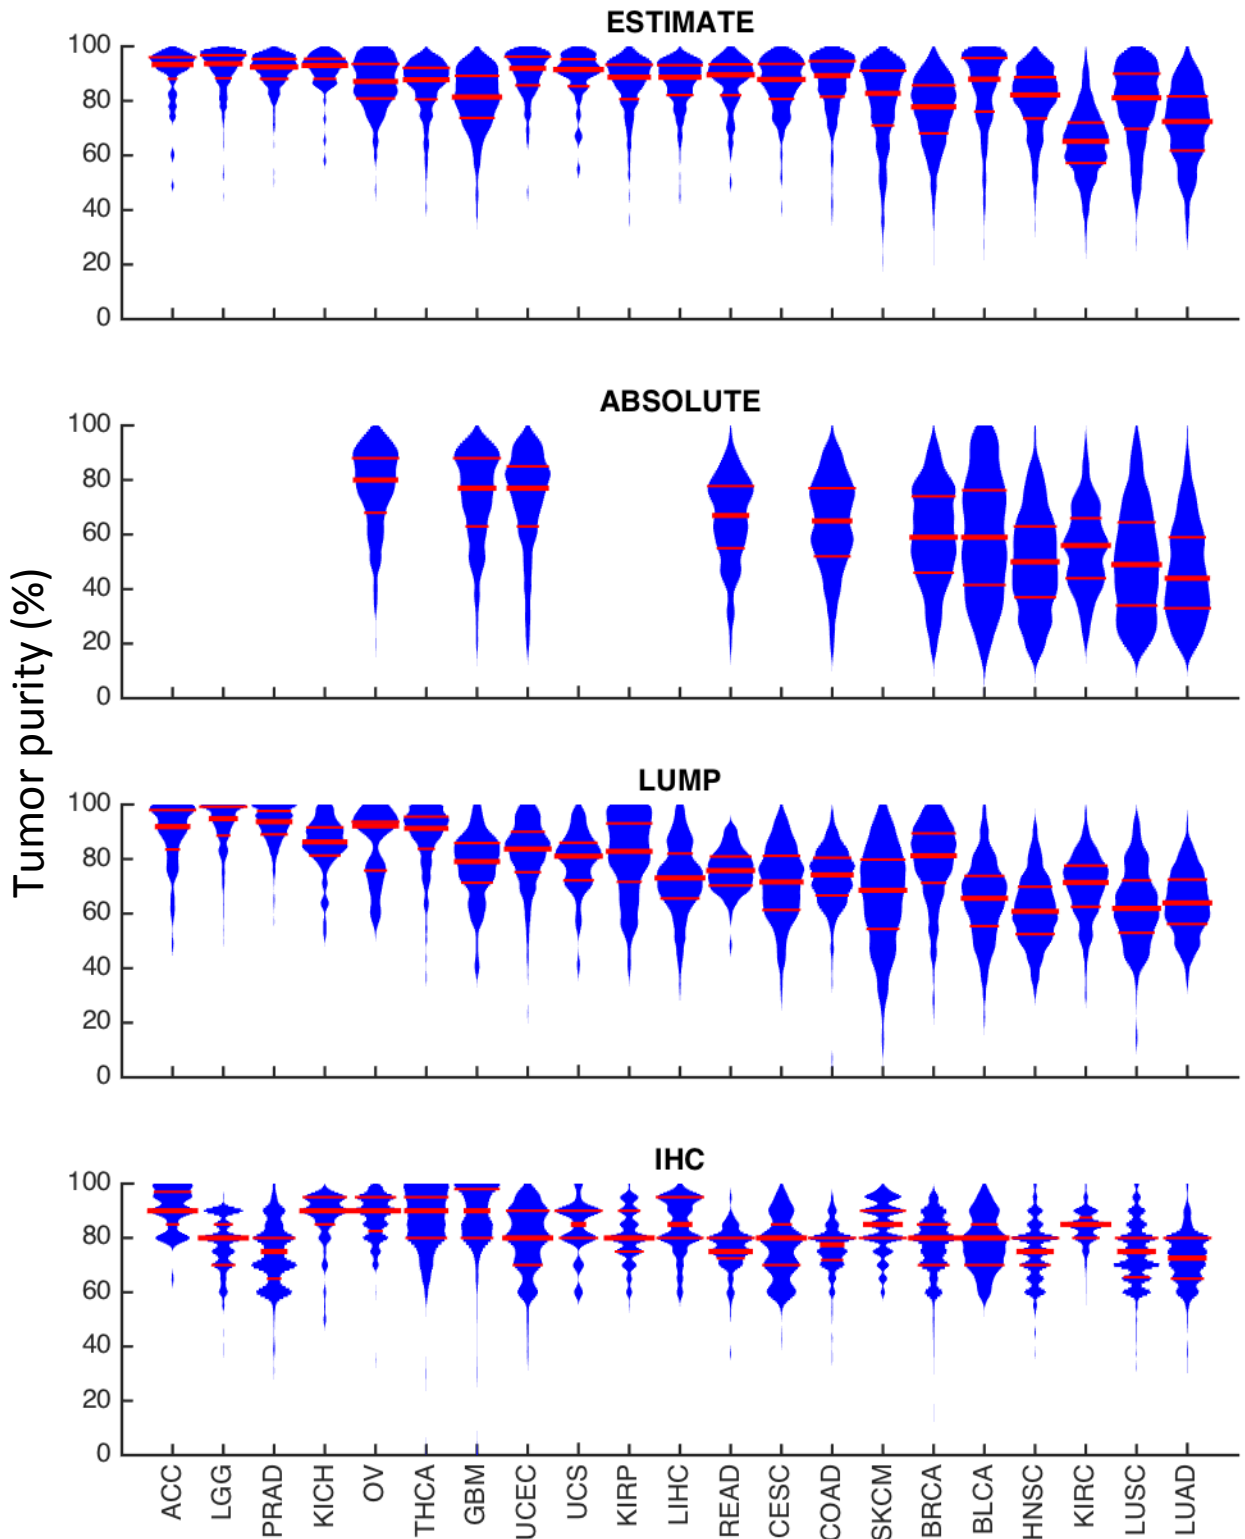 ESTIMATE
100
80
60
40
20
0
ABSOLUTE
100
80
60
40
20
0
Tumor purity (%)
LUMP
100
80
60
40
20
0
IHC
100
80
60
40
20
0
ACC
LGG
PRAD
KICH
OV
THCA
GBM
UCEC
UCS
KIRP
LIHC
READ
CESC
COAD
SKCM
BRCA
BLCA
HNSC
KIRC
LUSC
LUAD